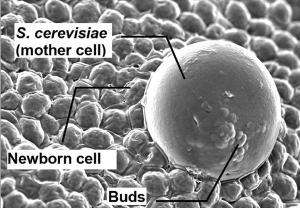 S. cerevisiae
(mother cell)
Newborn cell
Buds